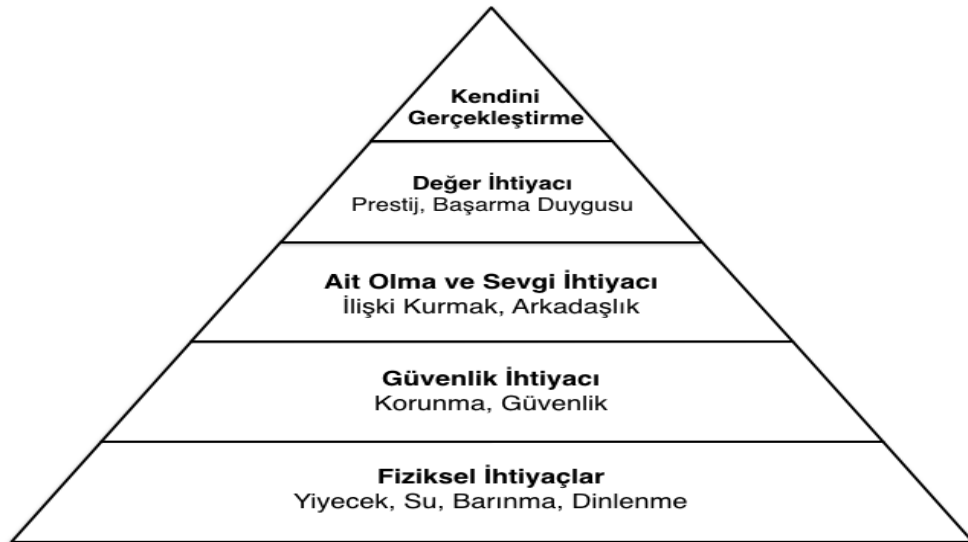 Kendini
Gerçekleştirme
Değer İhtiyacı
Prestij, Başarma Duygusu
Ait Olma ve Sevgi İhtiyacı
İlişki Kurmak, Arkadaşlık
Güvenlik İhtiyacı
Korunma, Güvenlik
Fiziksel İhtiyaçlar
Yiyecek, Su, Barınma, Dinlenme